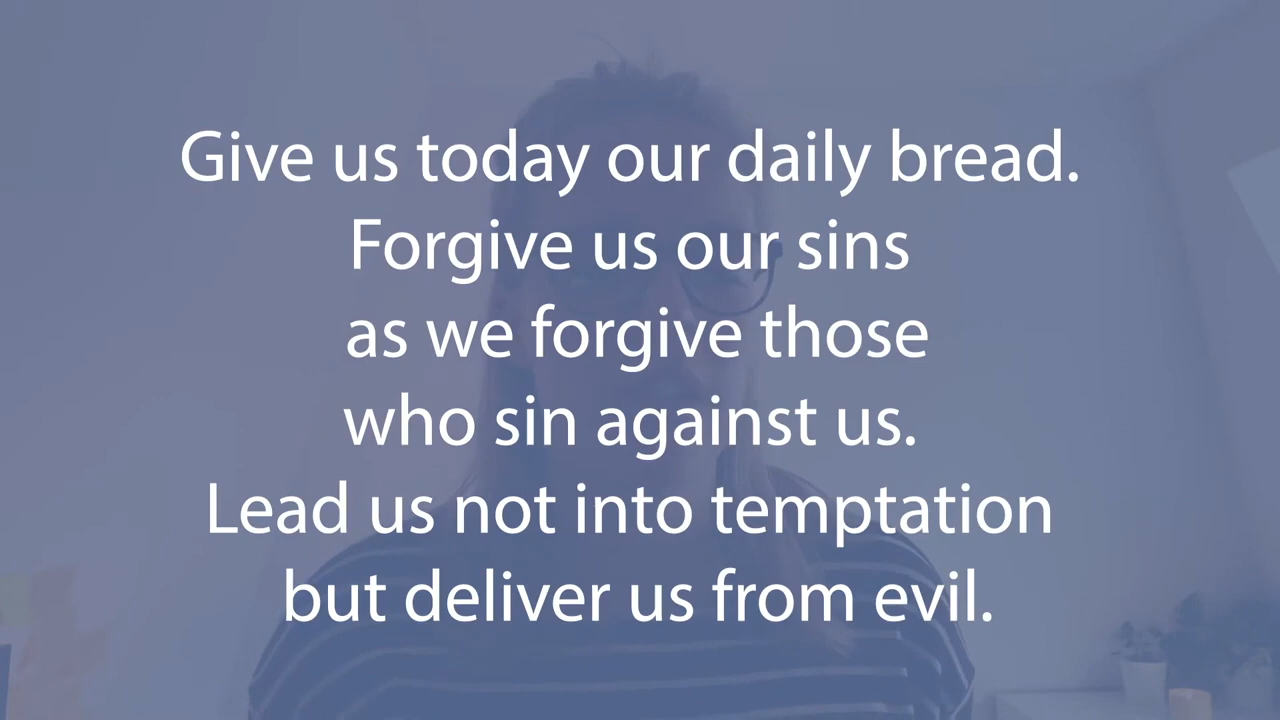 Give us today our daily bread.
Forgive us our sins
as we forgive those
who sin against us.
Lead us not into temptation
but deliver us from evil.